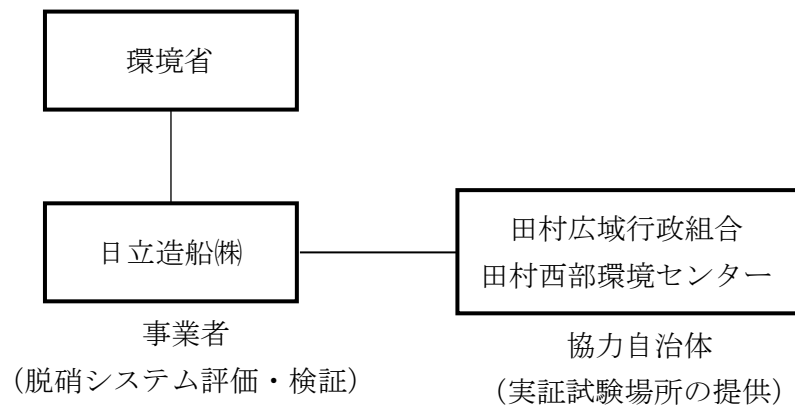 環境省
日立造船㈱
事業者
(脱硝システム評価・検証)
田村広域行政組合
田村西部環境センター
協力自治体
(実証試験場所の提供)